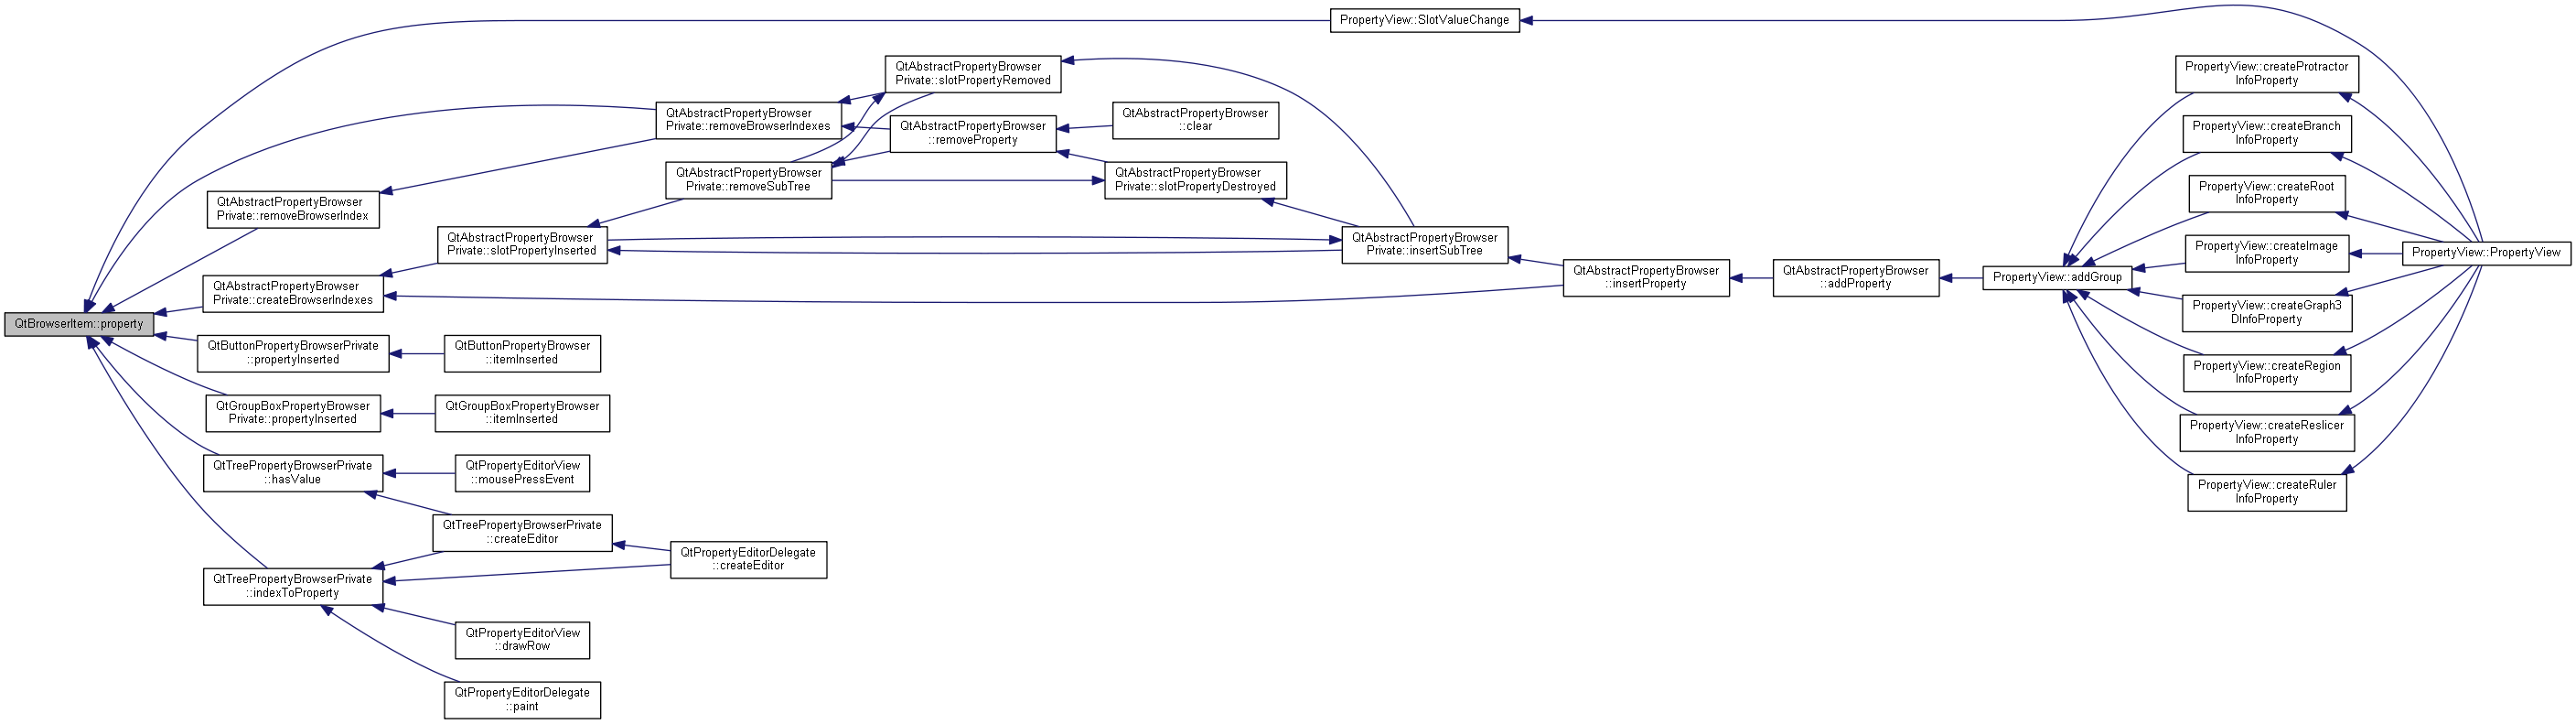 PropertyView::SlotValueChange
QtAbstractPropertyBrowser
Private::slotPropertyRemoved
PropertyView::createProtractor
InfoProperty
QtAbstractPropertyBrowser
Private::removeBrowserIndexes
QtAbstractPropertyBrowser
::clear
QtAbstractPropertyBrowser
::removeProperty
PropertyView::createBranch
InfoProperty
QtAbstractPropertyBrowser
Private::removeSubTree
QtAbstractPropertyBrowser
Private::slotPropertyDestroyed
PropertyView::createRoot
InfoProperty
QtAbstractPropertyBrowser
Private::removeBrowserIndex
QtAbstractPropertyBrowser
Private::slotPropertyInserted
QtAbstractPropertyBrowser
Private::insertSubTree
PropertyView::createImage
InfoProperty
PropertyView::PropertyView
QtAbstractPropertyBrowser
Private::createBrowserIndexes
QtAbstractPropertyBrowser
::insertProperty
QtAbstractPropertyBrowser
::addProperty
PropertyView::addGroup
PropertyView::createGraph3
DInfoProperty
QtBrowserItem::property
QtButtonPropertyBrowserPrivate
::propertyInserted
QtButtonPropertyBrowser
::itemInserted
PropertyView::createRegion
InfoProperty
QtGroupBoxPropertyBrowser
Private::propertyInserted
QtGroupBoxPropertyBrowser
::itemInserted
PropertyView::createReslicer
InfoProperty
QtTreePropertyBrowserPrivate
::hasValue
QtPropertyEditorView
::mousePressEvent
PropertyView::createRuler
InfoProperty
QtTreePropertyBrowserPrivate
::createEditor
QtPropertyEditorDelegate
::createEditor
QtTreePropertyBrowserPrivate
::indexToProperty
QtPropertyEditorView
::drawRow
QtPropertyEditorDelegate
::paint